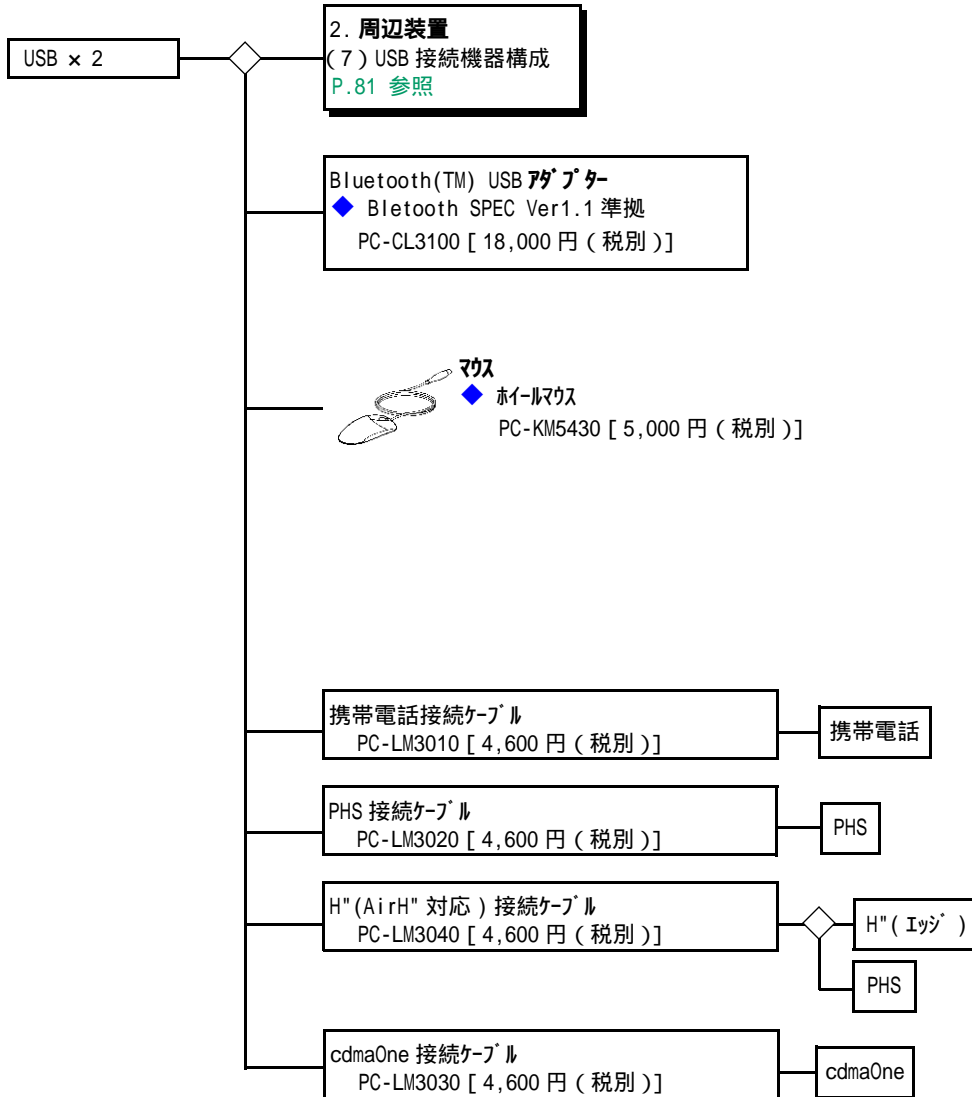 USB × 2
2. 周辺装置
(7) USB 接続機器構成
P.81 参照
Bluetooth(TM) USB ｱﾀﾞﾌﾟﾀｰ
◆ Bletooth SPEC Ver1.1 準拠
PC-CL3100 [ 18,000 円 ( 税別 )]
ﾏｳｽ
◆ ﾎｲｰﾙﾏｳｽ
PC-KM5430 [ 5,000 円 ( 税別 )]
携帯電話接続ｹｰﾌﾞﾙ
PC-LM3010 [ 4,600 円 ( 税別 )]
携帯電話
PHS 接続ｹｰﾌﾞﾙ
PC-LM3020 [ 4,600 円 ( 税別 )]
PHS
H"(AirH" 対応 ) 接続ｹｰﾌﾞﾙ
PC-LM3040 [ 4,600 円 ( 税別 )]
H"( ｴｯｼﾞ )
PHS
cdmaOne 接続ｹｰﾌﾞﾙ
PC-LM3030 [ 4,600 円 ( 税別 )]
cdmaOne